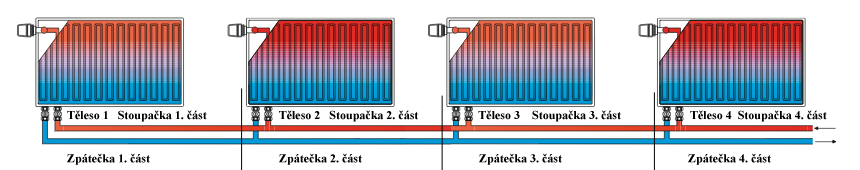 Těleso 1 Stoupačka 1. část
Těleso 2 Stoupačka 2. část
Těleso 3 Stoupačka 3. část
Těleso 4 Stoupačka 4. část
Zpátečka 1. část
Zpátečka 2. část
Zpátečka 3. část
Zpátečka 4. část